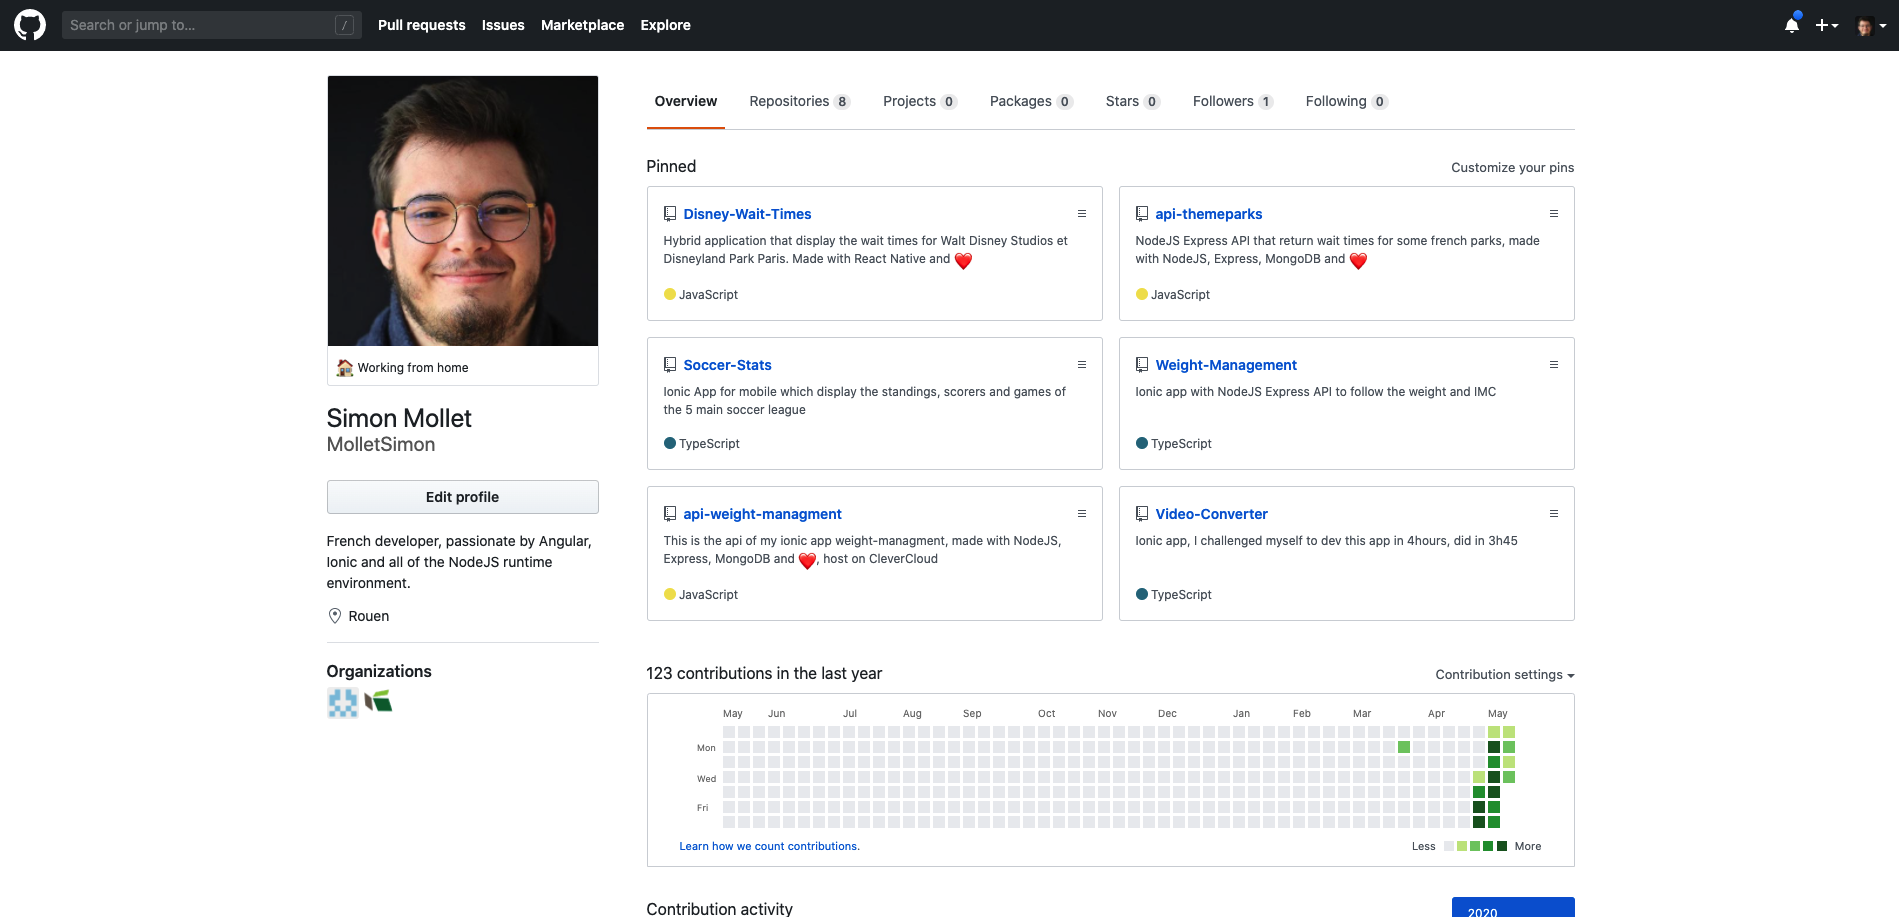 Search or jump to...
/
Pull requests
Issues
Marketplace
Explore
Working from home
Simon Mollet
MolletSimon
Edit profile
French developer, passionate by Angular,
Ionic and all of the NodeJS runtime
environment.
Rouen
Organizations
Overview
Repositories 8
Projects 0
Packages 0
Stars 0
Followers 1
Following 0
Pinned
Customize your pins
Disney-Wait-Times
Hybrid application that display the wait times for Walt Disney Studios et
Disneyland Park Paris. Made with React Native and ❤️
JavaScript
api-themeparks
NodeJS Express API that return wait times for some french parks, made
with NodeJS, Express, MongoDB and ❤️
JavaScript
Soccer-Stats
Ionic App for mobile which display the standings, scorers and games of
the 5 main soccer league
TypeScript
Weight-Management
Ionic app with NodeJS Express API to follow the weight and IMC
TypeScript
api-weight-managment
This is the api of my ionic app weight-managment, made with NodeJS,
Express, MongoDB and ❤️, host on CleverCloud
JavaScript
Video-Converter
Ionic app, I challenged myself to dev this app in 4hours, did in 3h45
TypeScript
123 contributions in the last year
Contribution settings
May Jun Jul Aug Sep Oct Nov Dec Jan Feb Mar Apr May
Mon
Wed
Fri
Learn how we count contributions.
Less
More
Contribution activity
2020